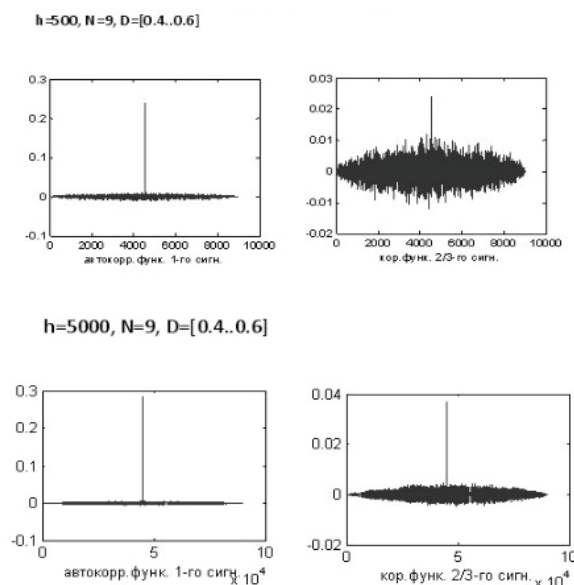 h=500, N=9, D=[0.4..0.6]
0.3
0.2
0.1
0
-0.1
0 2000 4000 6000 8000 10000
автокорр.функ. 1-го сигн.
0.03
0.02
0.01
0
-0.01
-0.02
0 2000 4000 6000 8000 10000
кор.функ. 2/3-го сигн.
h=5000, N=9, D=[0.4..0.6]
0.3
0.2
0.1
0
-0.1
0 5 10
автокорр.функ. 1-го сигн.
x 10^4
0.04
0.02
0
-0.02
0 5 10
кор.функ. 2/3-го сигн.
x 10^4